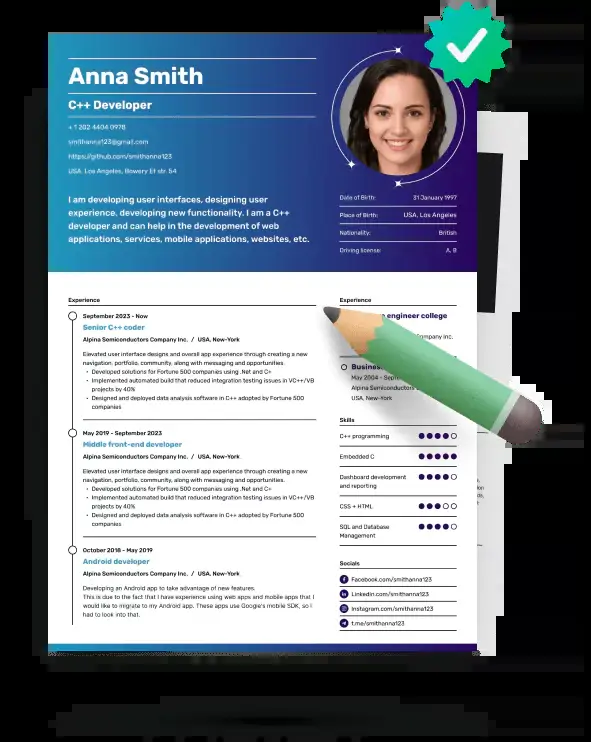 Anna Smith
C++ Developer
+ 1 202 4404 0978
smithanna123@gmail.com
https://github.com/smithanna123
USA, Los Angeles, Bowery Et str. 54
I am developing user interfaces, designing user
experience, developing new functionality. I am a C++
developer and can help in the development of web
applications, services, mobile applications, websites, etc.
Date of Birth: 31 January 1997
Place of Birth: USA, Los Angeles
Nationality: British
Driving license: A, B
Experience
September 2023 - Now
Senior C++ coder
Alpina Semiconductors Company Inc. / USA, New-York
Elevated user interface designs and overall app experience through creating a new
navigation, portfolio, community, along with messaging and opportunities.
• Developed solutions for Fortune 500 companies using .Net and C+
• Implemented automated build that reduced integration testing issues in VC++/VB
projects by 40%
• Designed and deployed data analysis software in C++ adopted by Fortune 500
companies
May 2019 - September 2023
Middle front-end developer
Alpina Semiconductors Company Inc. / USA, New-York
Elevated user interface designs and overall app experience through creating a new
navigation, portfolio, community, along with messaging and opportunities.
• Developed solutions for Fortune 500 companies using .Net and C+
• Implemented automated build that reduced integration testing issues in VC++/VB
projects by 40%
• Designed and deployed data analysis software in C++ adopted by Fortune 500
companies
October 2018 - May 2019
Android developer
Alpina Semiconductors Company Inc. / USA, New-York
Developing an Android app to take advantage of new features.
This is due to the fact that I have experience using web apps and mobile apps that I
would like to migrate to my Android app. These apps use Google's mobile SDK, so I
had to look into that.
Experience
engineer college
Company Inc.
May 2004 -
Alpina
USA, New-York
Skills
C++ programming
Embedded C
Dashboard development
and reporting
CSS + HTML
SQL and Database
Management
Socials
Facebook.com/smithanna123
Linkedin.com/smithanna123
Instagram.com/smithanna123
t.me/smithanna123